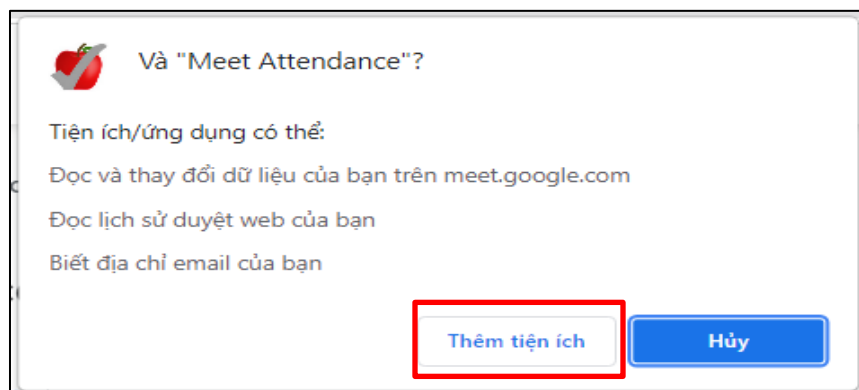 Và "Meet Attendance"?
Tiện ích/ứng dụng có thể:
Đọc và thay đổi dữ liệu của bạn trên meet.google.com
Đọc lịch sử duyệt web của bạn
Biết địa chỉ email của bạn
Thêm tiện ích
Hủy